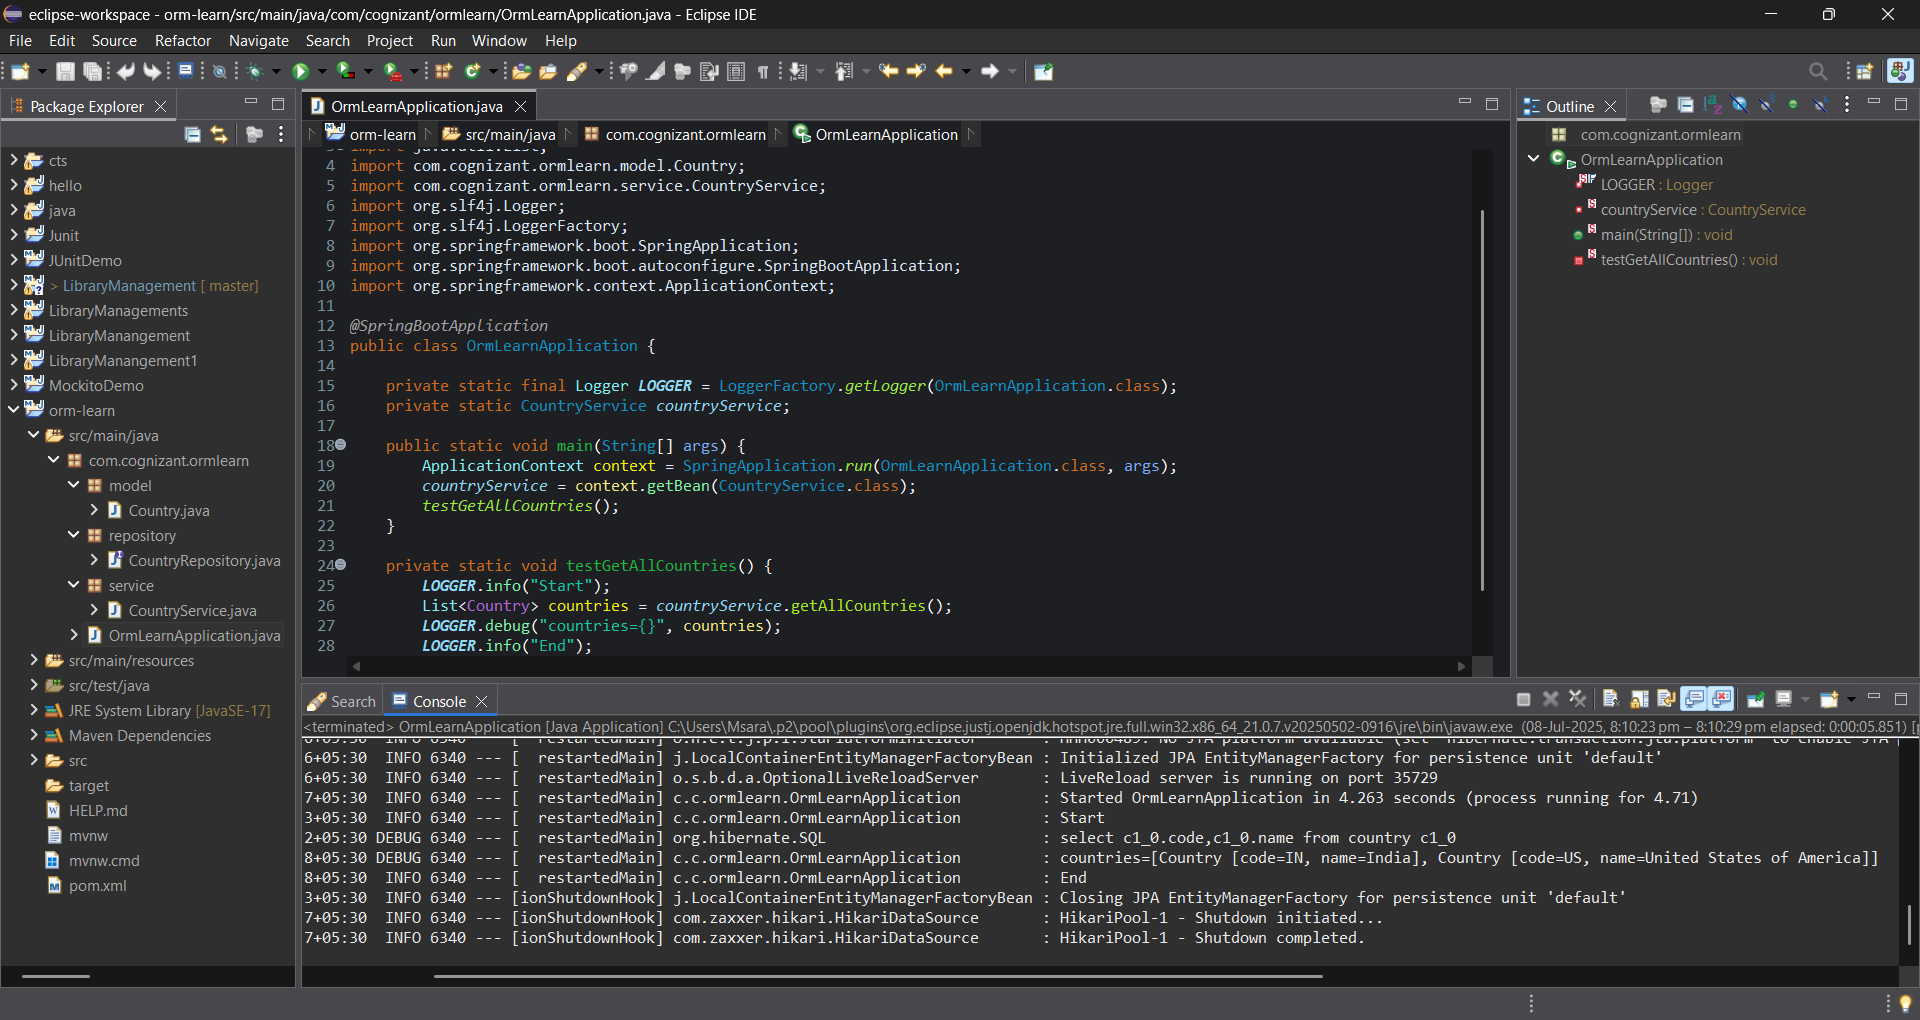 eclipse-workspace - orm-learn/src/main/java/com/cognizant/ormlearn/OrmLearnApplication.java - Eclipse IDE
File Edit Source Refactor Navigate Search Project Run Window Help
Package Explorer
cts
hello
java
Junit
JUnitDemo
> LibraryManagement [ master]
LibraryManagements
LibraryManangement
LibraryManangement1
MockitoDemo
orm-learn
src/main/java
com.cognizant.ormlearn
model
Country.java
repository
CountryRepository.java
service
CountryService.java
OrmLearnApplication.java
src/main/resources
src/test/java
JRE System Library [JavaSE-17]
Maven Dependencies
src
target
HELP.md
mvnw
mvnw.cmd
pom.xml
OrmLearnApplication.java
orm-learn src/main/java com.cognizant.ormlearn OrmLearnApplication
4 import com.cognizant.ormlearn.model.Country;
5 import com.cognizant.ormlearn.service.CountryService;
6 import org.slf4j.Logger;
7 import org.slf4j.LoggerFactory;
8 import org.springframework.boot.SpringApplication;
9 import org.springframework.boot.autoconfigure.SpringBootApplication;
10 import org.springframework.context.ApplicationContext;
11
12 @SpringBootApplication
13 public class OrmLearnApplication {
14
15 private static final Logger LOGGER = LoggerFactory.getLogger(OrmLearnApplication.class);
16 private static CountryService countryService;
17
18 public static void main(String[] args) {
19 ApplicationContext context = SpringApplication.run(OrmLearnApplication.class, args);
20 countryService = context.getBean(CountryService.class);
21 testGetAllCountries();
22 }
23
24 private static void testGetAllCountries() {
25 LOGGER.info("Start");
26 List<Country> countries = countryService.getAllCountries();
27 LOGGER.debug("countries={}", countries);
28 LOGGER.info("End");
Outline
com.cognizant.ormlearn
OrmLearnApplication
LOGGER : Logger
countryService : CountryService
main(String[]) : void
testGetAllCountries() : void
Search Console
<terminated> OrmLearnApplication [Java Application] C:\Users\Msara\.p2\pool\plugins\org.eclipse.justj.openjdk.hotspot.jre.full.win32.x86_64_21.0.7.v20250502-0916\jre\bin\javaw.exe (08-Jul-2025, 8:10:23 pm – 8:10:29 pm elapsed: 0:00:05.851) [p
6+05:30 INFO 6340 --- [ restartedMain] j.LocalContainerEntityManagerFactoryBean : Initialized JPA EntityManagerFactory for persistence unit 'default'
6+05:30 INFO 6340 --- [ restartedMain] o.s.b.d.a.OptionalLiveReloadServer : LiveReload server is running on port 35729
7+05:30 INFO 6340 --- [ restartedMain] c.c.ormlearn.OrmLearnApplication : Started OrmLearnApplication in 4.263 seconds (process running for 4.71)
3+05:30 INFO 6340 --- [ restartedMain] c.c.ormlearn.OrmLearnApplication : Start
2+05:30 DEBUG 6340 --- [ restartedMain] org.hibernate.SQL : select c1_0.code,c1_0.name from country c1_0
8+05:30 DEBUG 6340 --- [ restartedMain] c.c.ormlearn.OrmLearnApplication : countries=[Country [code=IN, name=India], Country [code=US, name=United States of America]]
8+05:30 INFO 6340 --- [ restartedMain] c.c.ormlearn.OrmLearnApplication : End
3+05:30 INFO 6340 --- [ionShutdownHook] j.LocalContainerEntityManagerFactoryBean : Closing JPA EntityManagerFactory for persistence unit 'default'
7+05:30 INFO 6340 --- [ionShutdownHook] com.zaxxer.hikari.HikariDataSource : HikariPool-1 - Shutdown initiated...
7+05:30 INFO 6340 --- [ionShutdownHook] com.zaxxer.hikari.HikariDataSource : HikariPool-1 - Shutdown completed.